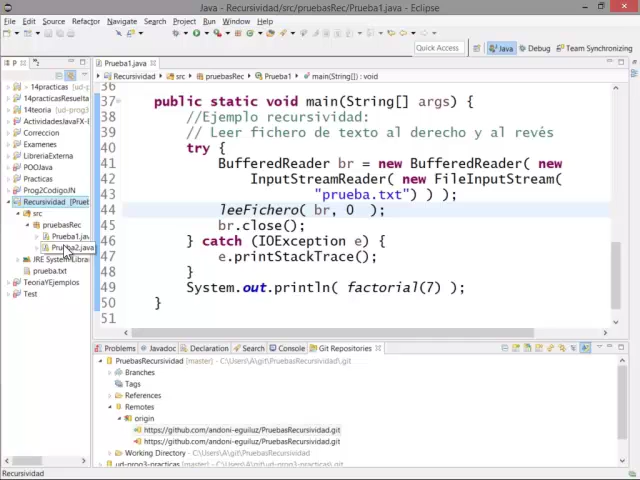 Java - Recursividad/src/pruebasRec/Prueba1.java - Eclipse
File Edit Source Refactor Navigate Search Project Run Window Help
Quick Access Java Debug Team Synchronizing
P
Prueba1.java
Recursividad src pruebasRec Prueba1 main(String[]) : void
> 14practicas [ud-pro
14practicasResuelta
> 14teoria [ud-prog3
ActividadesJavaFX-I
Correccion
Examenes
LibreriaExterna
POOJava
Practicas
Prog2CodigoJN
Recursividad [Prueb
src
pruebasRec
Prueba1.jav
Prueba2.java
JRE System Libra
prueba.txt
TeoriaYEjemplos
Test
36
37 public static void main(String[] args) {
38 //Ejemplo recursividad:
39 // Leer fichero de texto al derecho y al revés
40 try {
41 BufferedReader br = new BufferedReader( new
42 InputStreamReader( new FileInputStream(
43 "prueba.txt") ) );
44 leeFichero( br, 0 );
45 br.close();
46 } catch (IOException e) {
47 e.printStackTrace();
48 }
49 System.out.println( factorial(7) );
50 }
51
Problems Javadoc Declaration Search Console Git Repositories
PruebasRecursividad [master] - C:\Users\A\git\PruebasRecursividad\.git
Branches
Tags
References
Remotes
origin
https://github.com/andoni-eguiluz/PruebasRecursividad.git
https://github.com/andoni-eguiluz/PruebasRecursividad.git
Working Directory - C:\Users\A\git\PruebasRecursividad
ud-prog3-practicas [master] - C:\Users\A\git\ud-prog3-practicas\.git
Recursividad